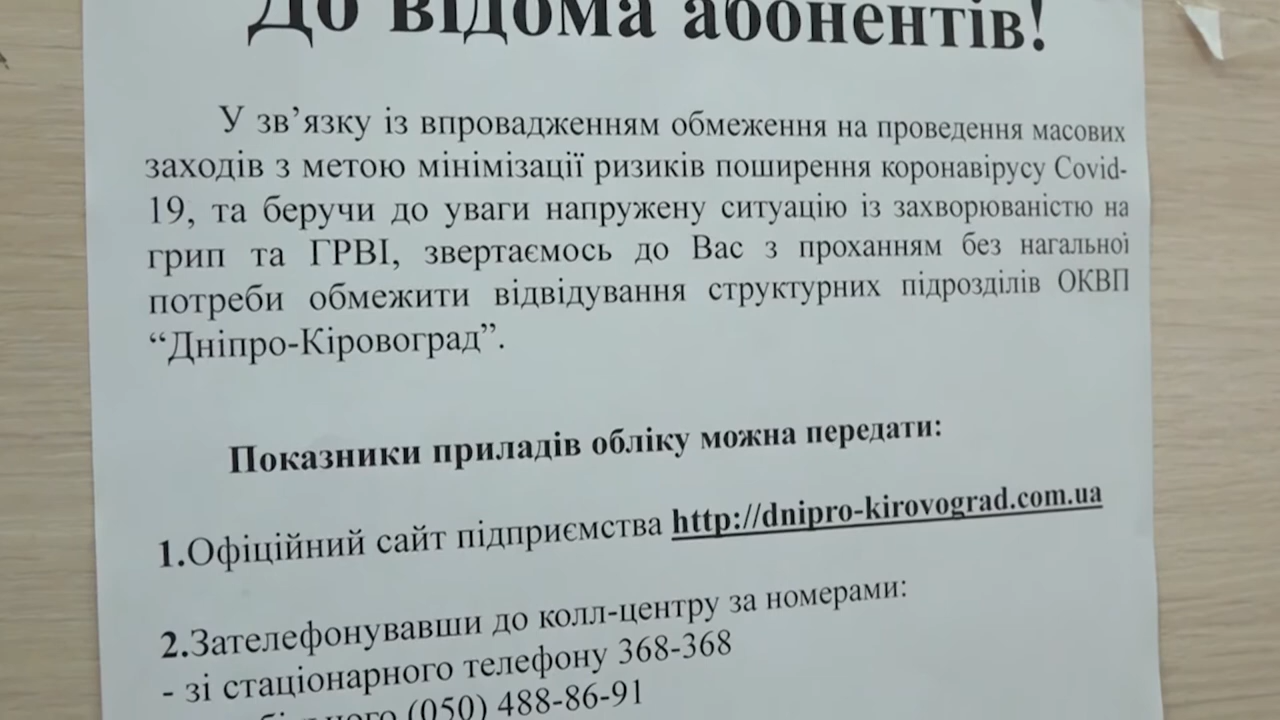 До відома абонентів!
У зв’язку із впровадженням обмеження на проведення масових
заходів з метою мінімізації ризиків поширення коронавірусу Covid-
19, та беручи до уваги напружену ситуацію із захворюваністю на
грип та ГРВІ, звертаємось до Вас з проханням без нагальної
потреби обмежити відвідування структурних підрозділів ОКВП
“Дніпро-Кіровоград”.
Показники приладів обліку можна передати:
1.Офіційний сайт підприємства http://dnipro-kirovograd.com.ua
2.Зателефонувавши до колл-центру за номерами:
- зі стаціонарного телефону 368-368
(050) 488-86-91